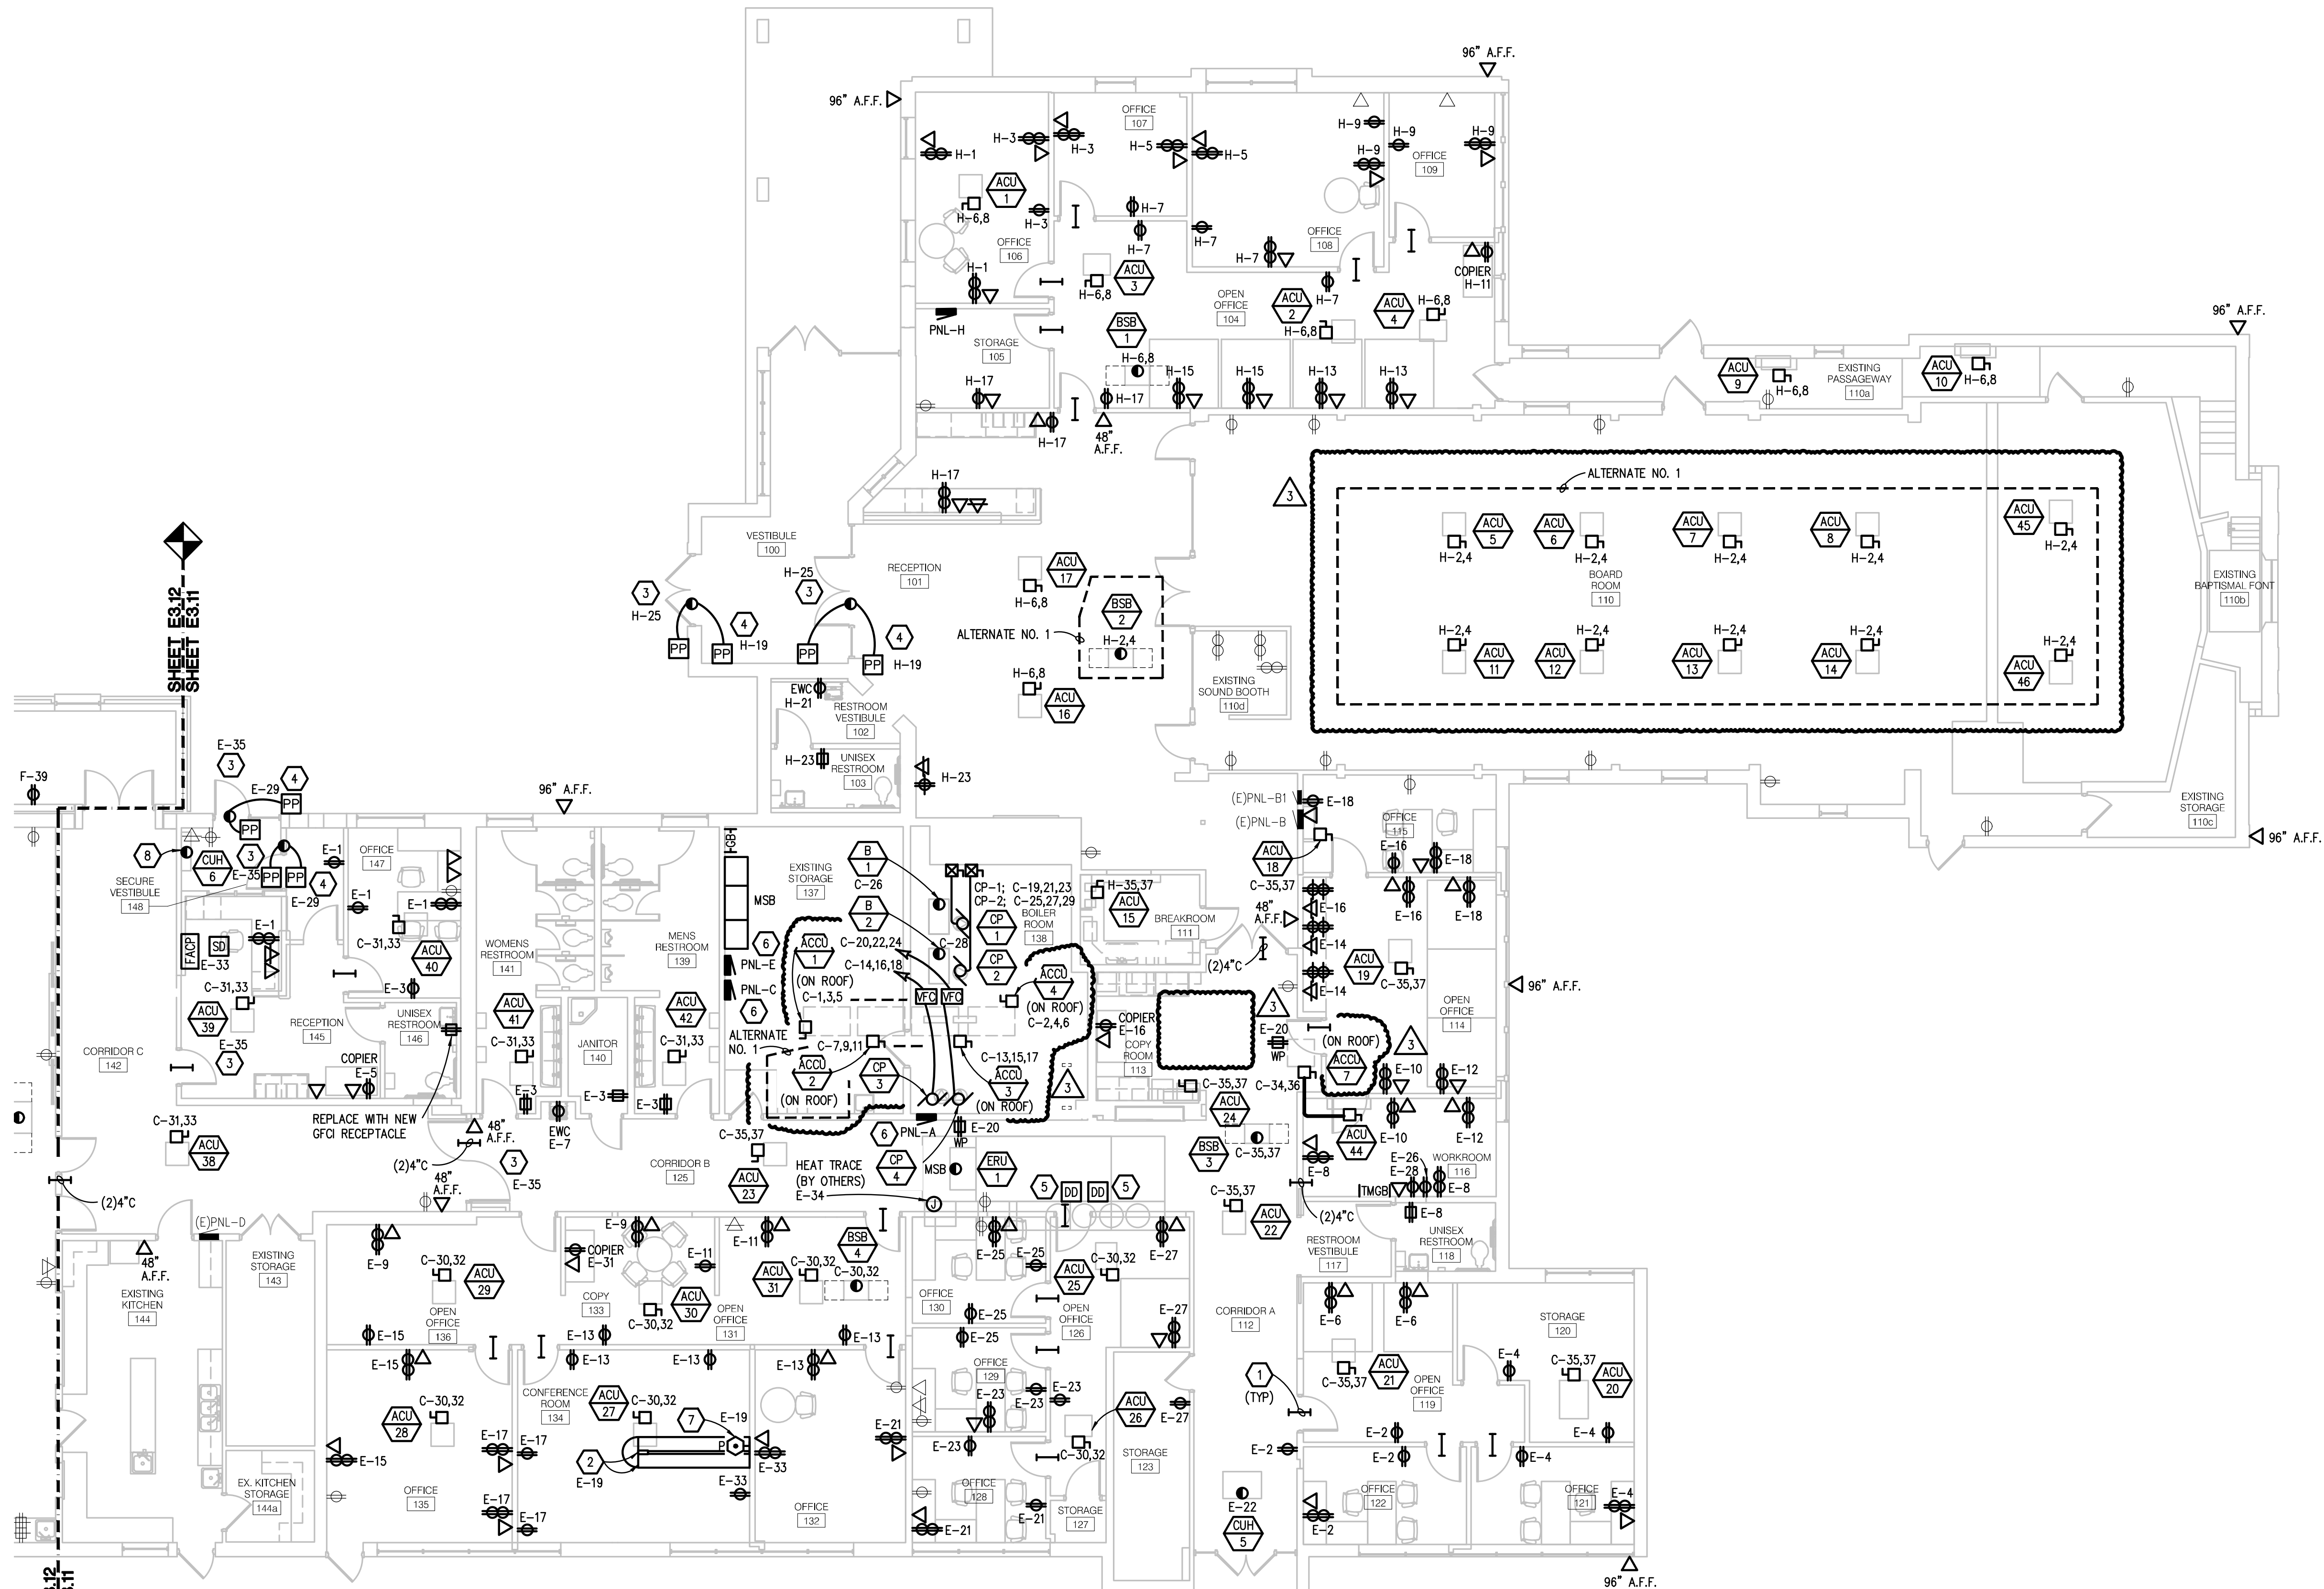 96" A.F.F.
96" A.F.F.
OFFICE
107
H-3
H-3
H-1
H-5
H-5
H-9
H-9
H-9
H-9
OFFICE
109
ACU
1
H-6,8
H-3
H-7
H-7
H-7
OFFICE
106
OFFICE
108
H-7
H-1
ACU
3
H-6,8
COPIER
H-11
OPEN
OFFICE
104
ACU
2
H-7
H-6,8
ACU
4
H-6,8
PNL-H
STORAGE
105
BSB
1
H-6,8
96" A.F.F.
H-17
H-17
H-15
H-15
H-13
H-13
ACU
9
H-6,8
EXISTING
PASSAGEWAY
110a
ACU
10
H-6,8
H-17
48"
A.F.F.
H-17
3
ALTERNATE NO. 1
VESTIBULE
100
RECEPTION
101
ACU
17
H-6,8
ACU
5
H-2,4
ACU
6
H-2,4
ACU
7
H-2,4
ACU
8
H-2,4
ACU
45
H-2,4
BOARD
ROOM
110
EXISTING
BAPTISMAL FONT
110b
3
H-25
H-25
3
4
H-19
PP
PP
PP
PP
4
H-19
BSB
2
H-2,4
ALTERNATE NO. 1
H-2,4
ACU
11
H-2,4
ACU
12
H-2,4
ACU
13
H-2,4
ACU
14
H-2,4
ACU
46
SHEET E3.12
SHEET E3.11
EXISTING
SOUND BOOTH
110d
H-6,8
ACU
16
EWC
H-21
RESTROOM
VESTIBULE
102
H-23
UNISEX
RESTROOM
103
H-23
EXISTING
STORAGE
110c
96" A.F.F.
F-39
E-35
3
E-29
4
PP
PP
PP
PP
8
CUH
6
3
E-35
4
E-29
SECURE
VESTIBULE
148
E-1
OFFICE
147
E-1
E-1
E-1
C-31,33
ACU
40
FACP
SD
E-33
C-31,33
ACU
39
E-35
3
RECEPTION
145
E-3
UNISEX
RESTROOM
146
COPIER
E-5
REPLACE WITH NEW
GFCI RECEPTACLE
CORRIDOR C
142
C-31,33
ACU
38
(2)4"C
96" A.F.F.
WOMENS
RESTROOM
141
ACU
41
C-31,33
E-3
JANITOR
140
E-3
EWC
E-7
MENS
RESTROOM
139
ACU
42
C-31,33
E-3
48"
A.F.F.
(2)4"C
3
E-35
48"
A.F.F.
GB
MSB
EXISTING
STORAGE
137
6
PNL-E
PNL-C
6
B
1
C-26
B
2
C-28
CP-1; C-19,21,23
CP-2; C-25,27,29
CP
1
BOILER
ROOM
138
CP
2
ACCU
1
(ON ROOF)
C-1,3,5
C-20,22,24
C-14,16,18
VFC
VFC
ACCU
4
(ON ROOF)
C-2,4,6
ALTERNATE
NO. 1
ACCU
2
(ON ROOF)
C-7,9,11
CP
3
C-13,15,17
ACCU
3
(ON ROOF)
3
6
PNL-A
E-20
WP
CP
4
MSB
ERU
1
CORRIDOR B
125
C-35,37
ACU
23
HEAT TRACE
(BY OTHERS)
E-34
J
5
DD
DD
5
(E)PNL-B1
(E)PNL-B
E-18
OFFICE
115
ACU
18
E-16
E-18
H-35,37
ACU
15
BREAKROOM
111
C-35,37
48"
A.F.F.
E-16
E-14
E-14
E-16
E-18
(2)4"C
ACU
19
C-35,37
OPEN
OFFICE
114
96" A.F.F.
COPIER
E-16
COPY
ROOM
113
3
E-20
WP
(ON ROOF)
ACCU
7
3
C-34,36
E-10
E-12
E-10
E-12
C-35,37
ACU
24
BSB
3
C-35,37
ACU
44
E-8
E-26
E-28
WORKROOM
116
E-8
TMGB
E-8
(2)4"C
C-35,37
ACU
22
RESTROOM
VESTIBULE
117
UNISEX
RESTROOM
118
(E)PNL-D
48"
A.F.F.
EXISTING
STORAGE
143
EXISTING
KITCHEN
144
EX. KITCHEN
STORAGE
144a
E-9
C-30,32
ACU
29
OPEN
OFFICE
136
E-15
E-15
COPIER
E-31
COPY
133
E-9
E-11
C-30,32
ACU
30
E-13
E-11
ACU
31
C-30,32
BSB
4
C-30,32
OPEN
OFFICE
131
E-13
OFFICE
130
E-25
E-25
E-25
E-25
ACU
25
C-30,32
OPEN
OFFICE
126
E-27
E-27
CORRIDOR A
112
ACU
28
C-30,32
E-15
OFFICE
135
E-17
E-17
E-17
E-17
CONFERENCE
ROOM
134
E-13
E-13
ACU
27
C-30,32
7
E-19
P
2
E-19
E-33
E-33
E-13
OFFICE
132
E-21
OFFICE
129
E-23
E-23
E-23
E-23
ACU
26
C-30,32
E-27
STORAGE
123
OFFICE
128
E-21
E-21
STORAGE
127
E-6
E-6
STORAGE
120
1
(TYP)
C-35,37
ACU
21
OPEN
OFFICE
119
E-4
C-35,37
ACU
20
E-2
E-2
E-2
E-4
E-4
E-22
CUH
5
E-2
OFFICE
122
OFFICE
121
E-4
96" A.F.F.